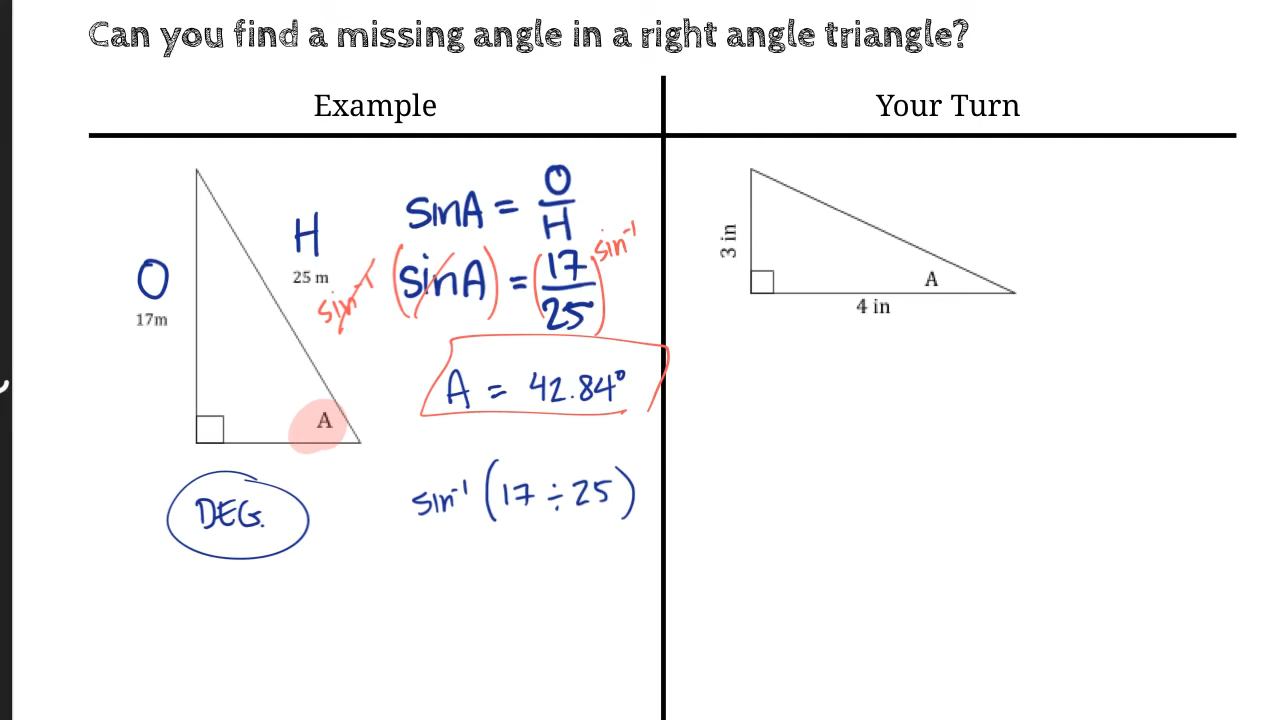 Can you find a missing angle in a right angle triangle?
Example
O
17m
H
25 m
A
sinA = O/H
sin⁻¹ (sinA) = (17/25) sin⁻¹
A = 42.84°
DEG.
sin⁻¹ (17 ÷ 25)
Your Turn
3 in
A
4 in